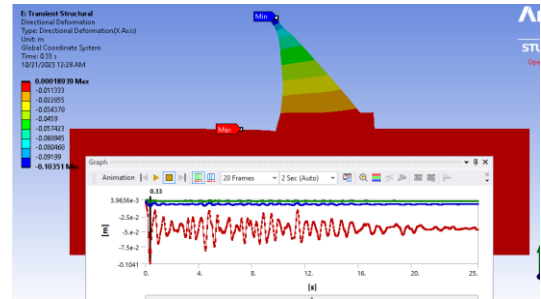 E: Transient Structural
Directional Deformation
Type: Directional Deformation(X Axis)
Unit: m
Global Coordinate System
Time: 0.33 s
10/21/2023 12:28 AM
0.00018939 Max
-0.011333
-0.022855
-0.034378
-0.0459
-0.057423
-0.068945
-0.080468
-0.09199
-0.10351 Min
Min
Max
STU
Graph
Animation
20 Frames
2 Sec (Auto)
0.33
3.9636e-3
-2.5e-2
-5.e-2
-7.5e-2
-0.1041
[m]
0.
4.
8.
12.
16.
20.
25.
[s]